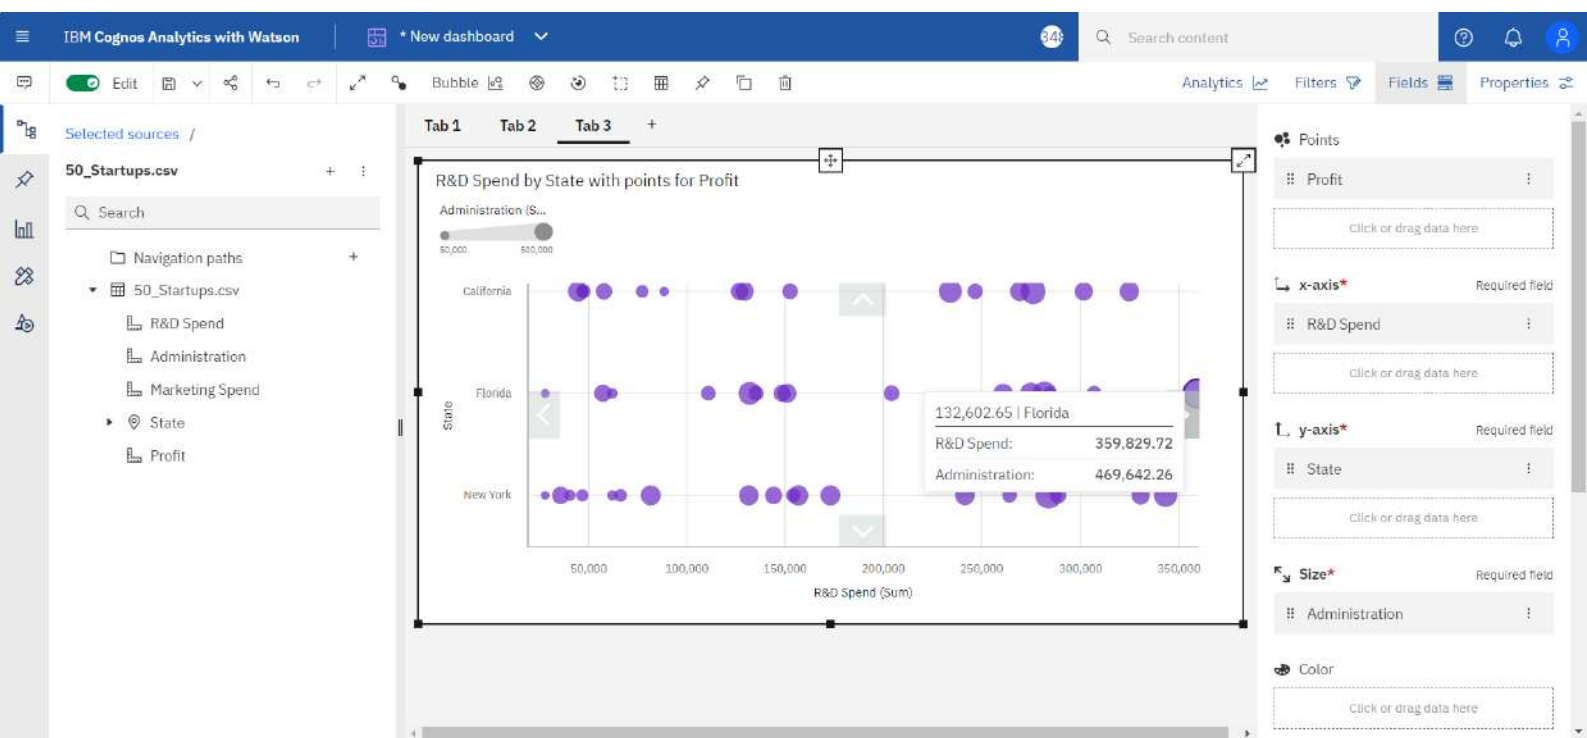 IBM Cognos Analytics with Watson
* New dashboard
Search content
Edit
Bubble
Analytics
Filters
Fields
Properties
Selected sources /
50_Startups.csv
Search
Navigation paths
50_Startups.csv
R&D Spend
Administration
Marketing Spend
State
Profit
Tab 1
Tab 2
Tab 3
R&D Spend by State with points for Profit
Administration (S...
50,000
500,000
California
Florida
New York
State
132,602.65 | Florida
R&D Spend: 359,829.72
Administration: 469,642.26
50,000 100,000 150,000 200,000 250,000 300,000 350,000
R&D Spend (Sum)
Points
Profit
Click or drag data here
x-axis* Required field
R&D Spend
Click or drag data here
y-axis* Required field
State
Click or drag data here
Size* Required field
Administration
Color
Click or drag data here